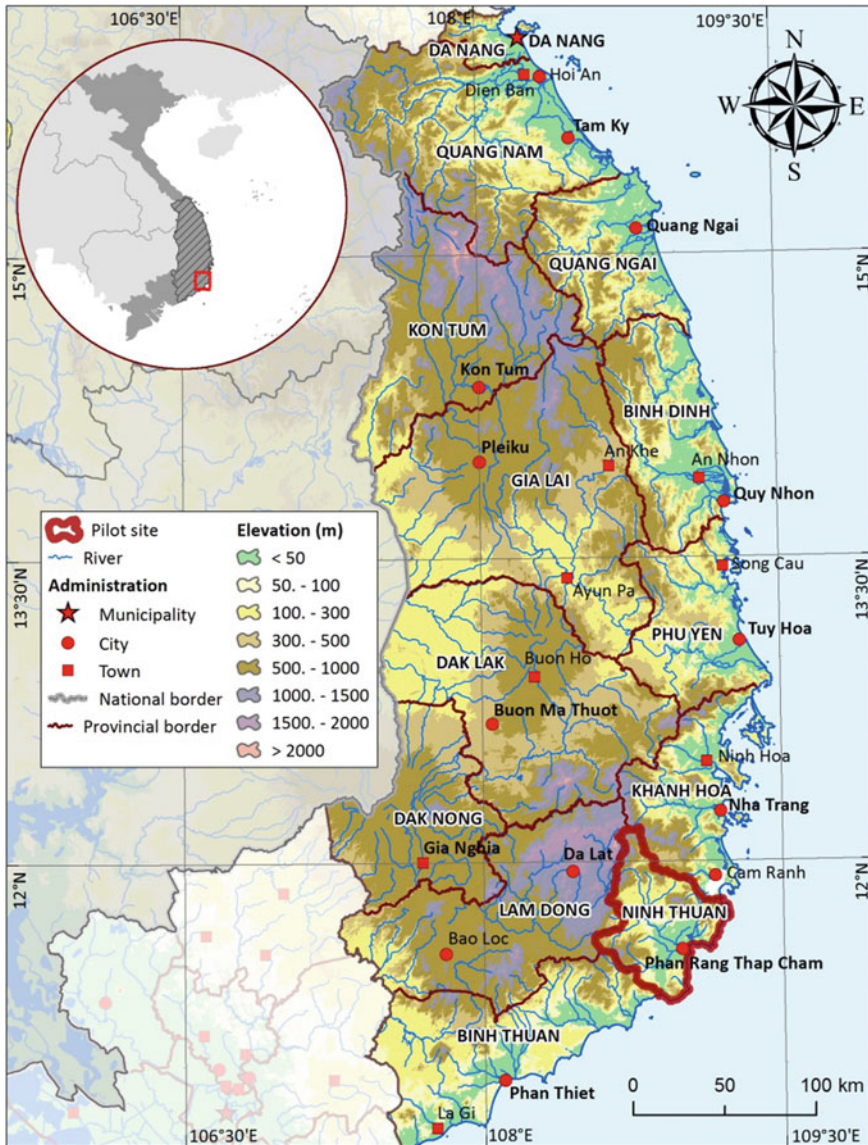 106°30'E
108°E
109°30'E
DA NANG
DA NANG
Dien Ban
Hoi An
N
W
E
S
Tam Ky
QUANG NAM
Quang Ngai
QUANG NGAI
15°N
15°N
KON TUM
Kon Tum
BINH DINH
Pleiku
An Khe
An Nhon
GIA LAI
Quy Nhon
Pilot site
River
Administration
Municipality
City
Town
National border
Provincial border
Elevation (m)
< 50
50. - 100
100. - 300
300. - 500
500. - 1000
1000. - 1500
1500. - 2000
> 2000
13°30'N
13°30'N
Song Cau
Ayun Pa
Tuy Hoa
PHU YEN
DAK LAK
Buon Ho
Buon Ma Thuot
Ninh Hoa
KHANH HOA
Nha Trang
DAK NONG
Gia Nghia
Da Lat
Cam Ranh
12°N
12°N
LAM DONG
NINH THUAN
Bao Loc
Phan Rang Thap Cham
BINH THUAN
Phan Thiet
La Gi
0 50 100 km
106°30'E
108°E